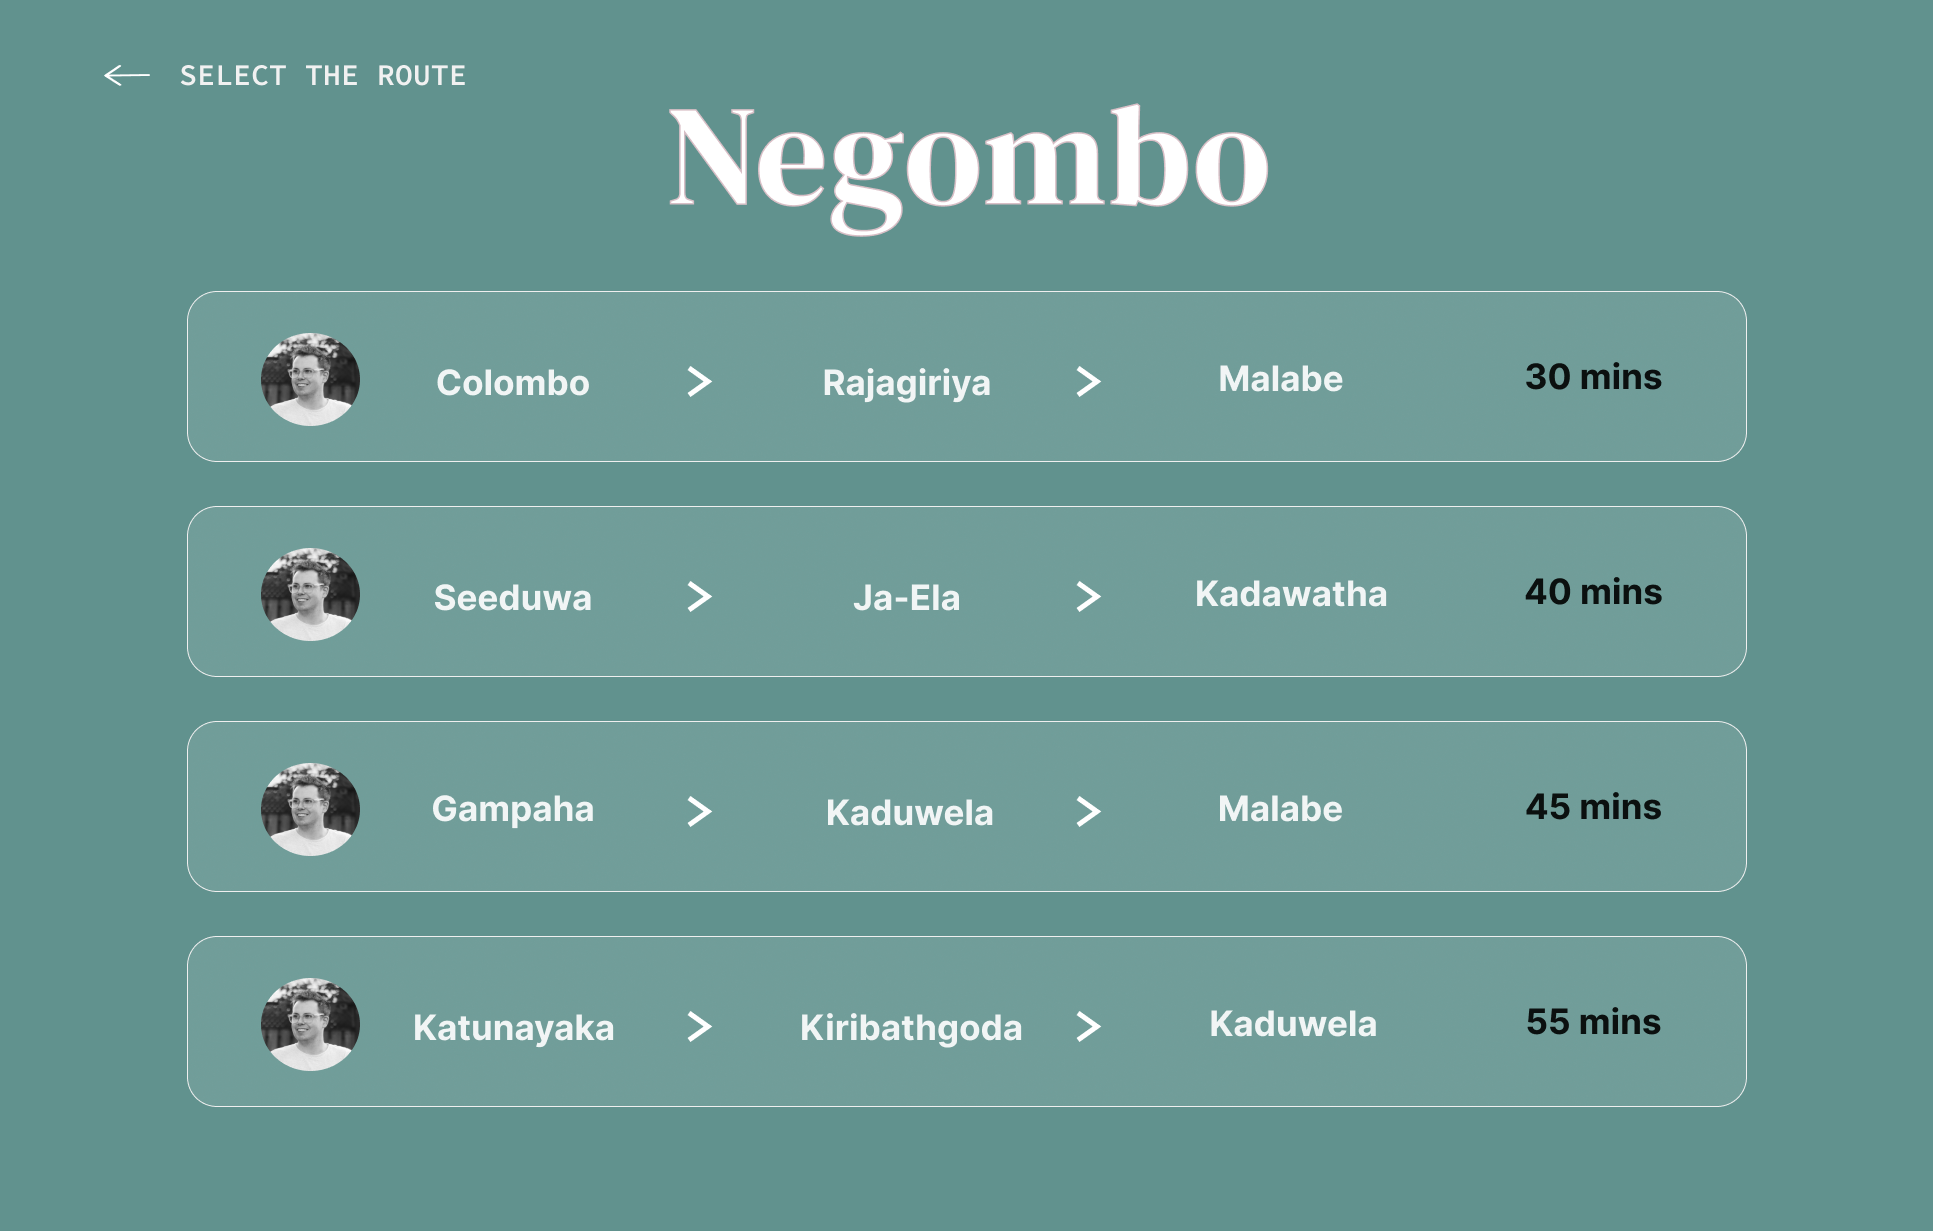 SELECT THE ROUTE
Negombo
Colombo > Rajagiriya > Malabe 30 mins
Seeduwa > Ja-Ela > Kadawatha 40 mins
Gampaha > Kaduwela > Malabe 45 mins
Katunayaka > Kiribathgoda > Kaduwela 55 mins